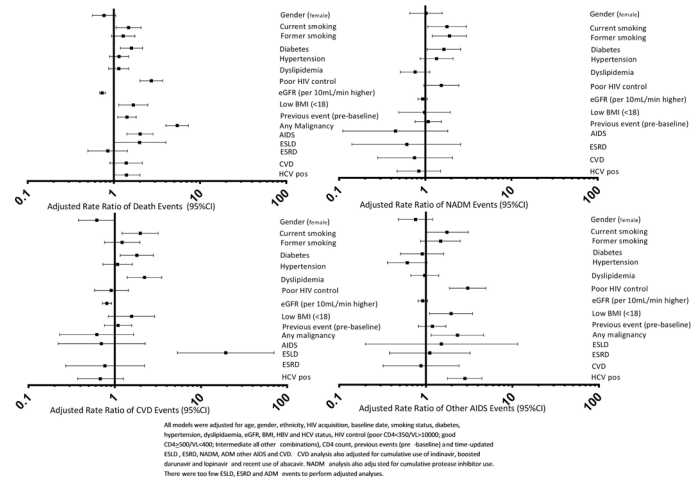 Gender (female)
Current smoking
Former smoking
Diabetes
Hypertension
Dyslipidemia
Poor HIV control
eGFR (per 10mL/min higher)
Low BMI (<18)
Previous event (pre-baseline)
Any Malignancy
AIDS
ESLD
ESRD
CVD
HCV pos
0.1
1
10
100
Adjusted Rate Ratio of Death Events (95%CI)
Gender (female)
Current smoking
Former smoking
Diabetes
Hypertension
Dyslipidemia
Poor HIV control
eGFR (per 10mL/min higher)
Low BMI (<18)
Previous event (pre-baseline)
AIDS
ESRD
CVD
HCV pos
0.1
1
10
100
Adjusted Rate Ratio of NADM Events (95%CI)
Gender (female)
Current smoking
Former smoking
Diabetes
Hypertension
Dyslipidemia
Poor HIV control
eGFR (per 10mL/min higher)
Low BMI (<18)
Previous event (pre-baseline)
Any malignancy
AIDS
ESLD
ESRD
HCV pos
0.1
1
10
100
Adjusted Rate Ratio of CVD Events (95%CI)
Gender (female)
Current smoking
Former smoking
Diabetes
Hypertension
Dyslipidemia
Poor HIV control
eGFR (per 10mL/min higher)
Low BMI (<18)
Previous event (pre-baseline)
Any malignancy
ESLD
ESRD
CVD
HCV pos
0.1
1
10
100
Adjusted Rate Ratio of Other AIDS Events (95%CI)
All models were adjusted for age, gender, ethnicity, HIV acquisition, baseline date, smoking status, diabetes,
hypertension, dyslipidaemia, eGFR, BMI, HBV and HCV status, HIV control (poor CD4<350/VL>10000; good
CD4≥500/VL<400; Intermediate all other combinations), CD4 count, previous events (pre -baseline) and time-updated
ESLD , ESRD, NADM, ADM other AIDS and CVD. CVD analysis also adjusted for cumulative use of indinavir, boosted
darunavir and lopinavir and recent use of abacavir. NADM analysis also adju sted for cumulative protease inhibitor use.
There were too few ESLD, ESRD and ADM events to perform adjusted analyses.